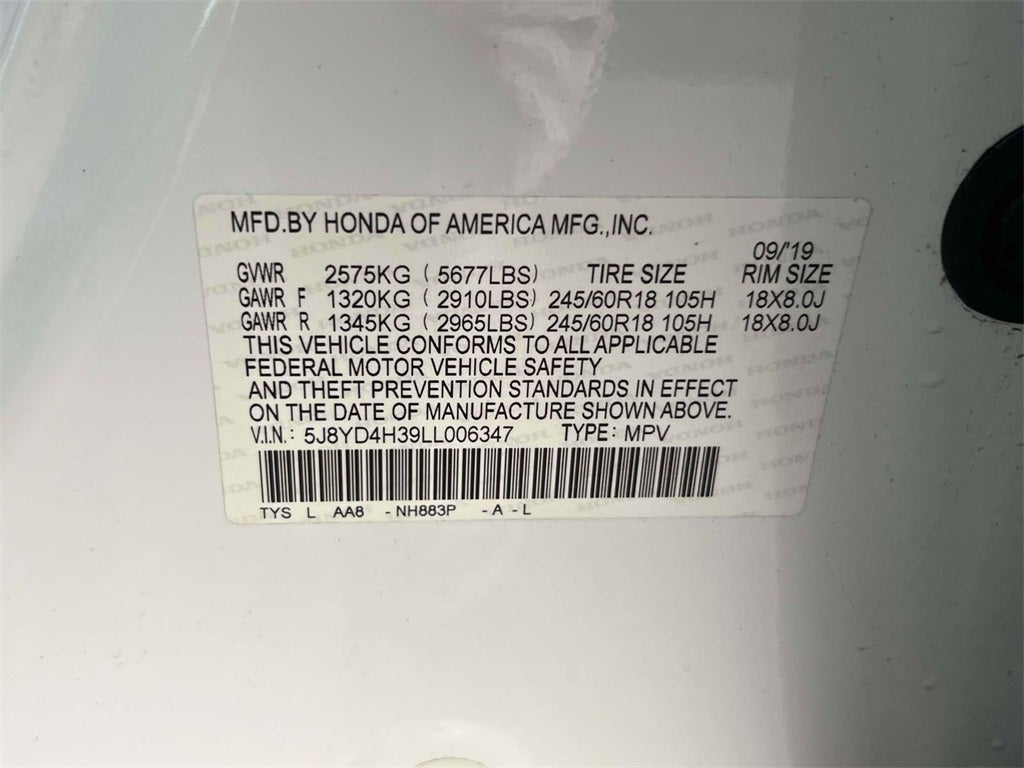 MFD.BY HONDA OF AMERICA MFG.,INC.
09/'19
GVWR 2575KG ( 5677LBS) TIRE SIZE RIM SIZE
GAWR F 1320KG ( 2910LBS) 245/60R18 105H 18X8.0J
GAWR R 1345KG ( 2965LBS) 245/60R18 105H 18X8.0J
THIS VEHICLE CONFORMS TO ALL APPLICABLE
FEDERAL MOTOR VEHICLE SAFETY
AND THEFT PREVENTION STANDARDS IN EFFECT
ON THE DATE OF MANUFACTURE SHOWN ABOVE.
V.I.N.: 5J8YD4H39LL006347 TYPE: MPV
TYS L AA8 - NH883P - A - L